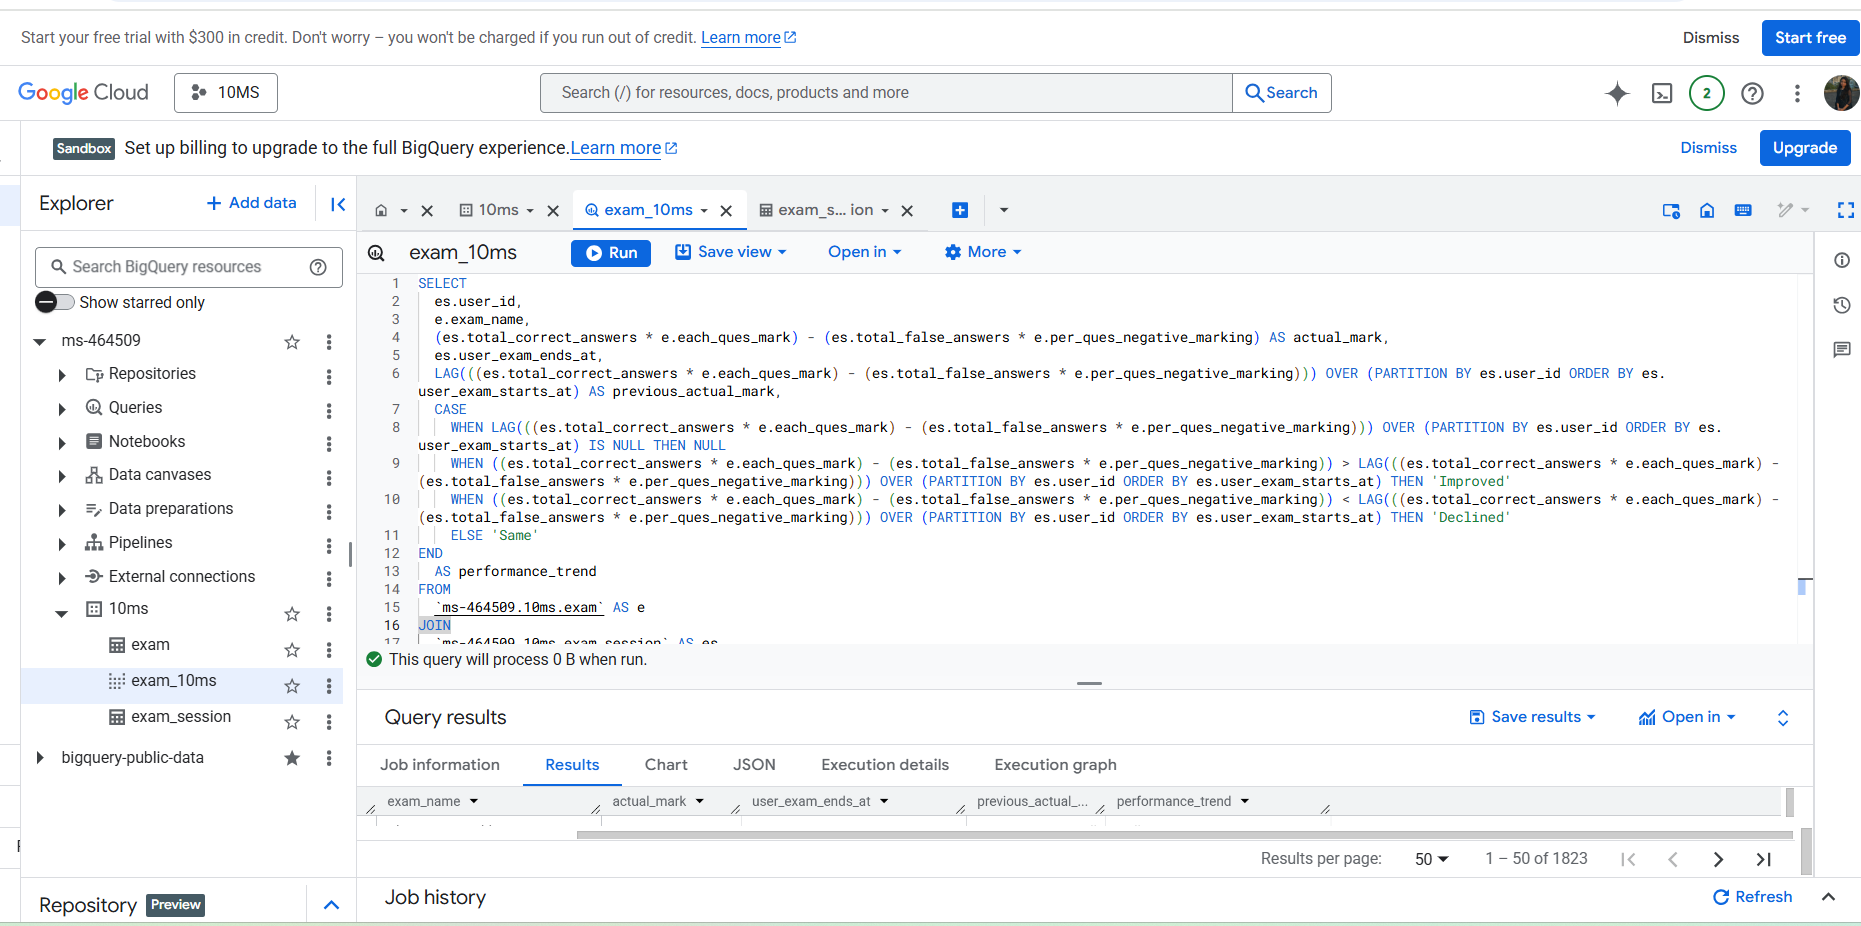 Start your free trial with $300 in credit. Don't worry – you won't be charged if you run out of credit. Learn more
Dismiss
Start free
Google Cloud
10MS
Search (/) for resources, docs, products and more
Search
2
Sandbox
Set up billing to upgrade to the full BigQuery experience. Learn more
Dismiss
Upgrade
Explorer
+ Add data
10ms
exam_10ms
exam_s... ion
Search BigQuery resources
Show starred only
exam_10ms
Run
Save view
Open in
More
ms-464509
Repositories
Queries
Notebooks
Data canvases
Data preparations
Pipelines
External connections
10ms
exam
exam_10ms
exam_session
bigquery-public-data
Repository
Preview
1 SELECT
2 es.user_id,
3 e.exam_name,
4 (es.total_correct_answers * e.each_ques_mark) - (es.total_false_answers * e.per_ques_negative_marking) AS actual_mark,
5 es.user_exam_ends_at,
6 LAG(((es.total_correct_answers * e.each_ques_mark) - (es.total_false_answers * e.per_ques_negative_marking))) OVER (PARTITION BY es.user_id ORDER BY es.
user_exam_starts_at) AS previous_actual_mark,
7 CASE
8 WHEN LAG(((es.total_correct_answers * e.each_ques_mark) - (es.total_false_answers * e.per_ques_negative_marking))) OVER (PARTITION BY es.user_id ORDER BY es.
user_exam_starts_at) IS NULL THEN NULL
9 WHEN ((es.total_correct_answers * e.each_ques_mark) - (es.total_false_answers * e.per_ques_negative_marking)) > LAG(((es.total_correct_answers * e.each_ques_mark) -
(es.total_false_answers * e.per_ques_negative_marking))) OVER (PARTITION BY es.user_id ORDER BY es.user_exam_starts_at) THEN 'Improved'
10 WHEN ((es.total_correct_answers * e.each_ques_mark) - (es.total_false_answers * e.per_ques_negative_marking)) < LAG(((es.total_correct_answers * e.each_ques_mark) -
(es.total_false_answers * e.per_ques_negative_marking))) OVER (PARTITION BY es.user_id ORDER BY es.user_exam_starts_at) THEN 'Declined'
11 ELSE 'Same'
12 END
13 AS performance_trend
14 FROM
15 `ms-464509.10ms.exam` AS e
16 JOIN
17 `ms-464509.10ms.exam_session` AS es
This query will process 0 B when run.
Query results
Save results
Open in
Job information
Results
Chart
JSON
Execution details
Execution graph
exam_name
actual_mark
user_exam_ends_at
previous_actual_...
performance_trend
Results per page:
50
1 – 50 of 1823
Job history
Refresh